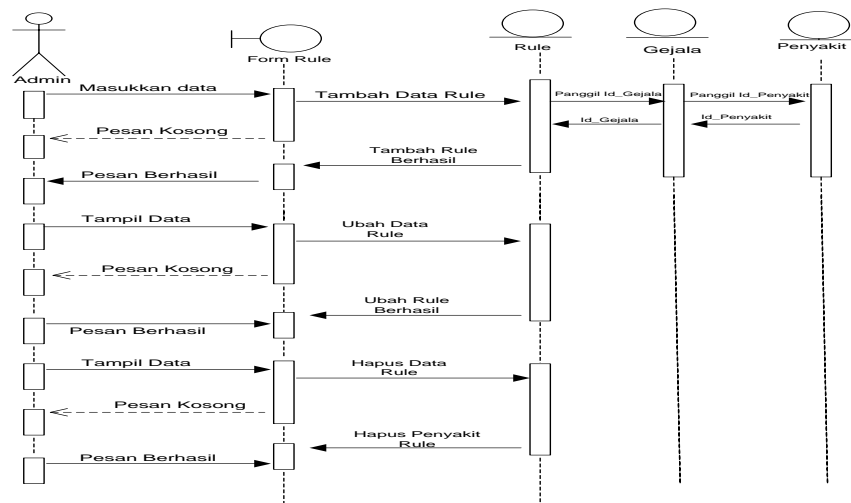 Admin
Form Rule
Rule
Gejala
Penyakit
Masukkan data
Tambah Data Rule
Panggil Id_Gejala
Panggil Id_Penyakit
Pesan Kosong
Id_Gejala
Id_Penyakit
Tambah Rule
Berhasil
Pesan Berhasil
Tampil Data
Ubah Data
Rule
Pesan Kosong
Ubah Rule
Berhasil
Pesan Berhasil
Tampil Data
Hapus Data
Rule
Pesan Kosong
Hapus Penyakit
Rule
Pesan Berhasil